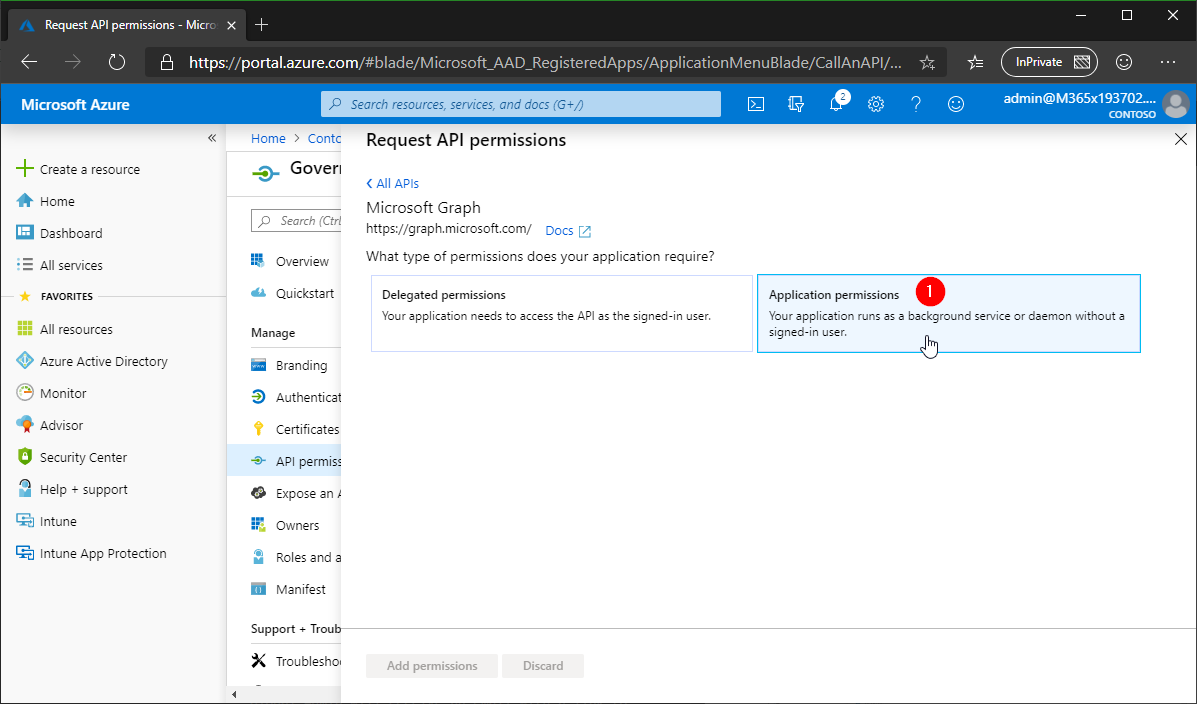 Request API permissions - Micro
https://portal.azure.com/#blade/Microsoft_AAD_RegisteredApps/ApplicationMenuBlade/CallAnAPI/...
InPrivate
Microsoft Azure
Search resources, services, and docs (G+/)
2
admin@M365x193702....
CONTOSO
Create a resource
Home
Dashboard
All services
FAVORITES
All resources
Azure Active Directory
Monitor
Advisor
Security Center
Help + support
Intune
Intune App Protection
Home > Contc
Govern
Search (Ctrl
Overview
Quickstart
Manage
Branding
Authenticat
Certificates
API permiss
Expose an A
Owners
Roles and a
Manifest
Support + Troub
Troubleshoo
Request API permissions
All APIs
Microsoft Graph
https://graph.microsoft.com/ Docs
What type of permissions does your application require?
Delegated permissions
Your application needs to access the API as the signed-in user.
Application permissions
1
Your application runs as a background service or daemon without a
signed-in user.
Add permissions
Discard